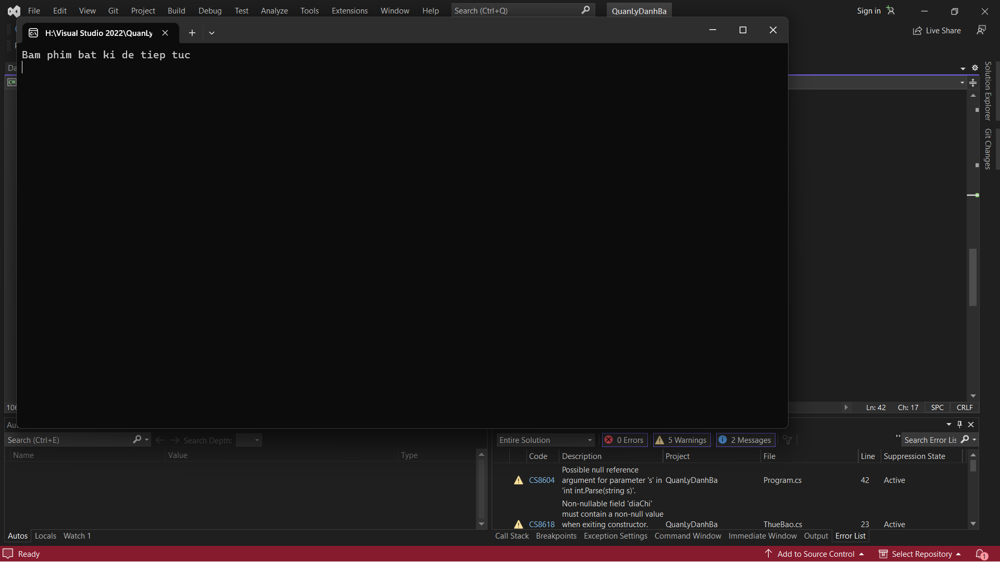 File Edit View Git Project Build Debug Test Analyze Tools Extensions Window Help Search (Ctrl+Q) QuanLyDanhBa Sign in
H:\Visual Studio 2022\QuanLy
Live Share
Bam phim bat ki de tiep tuc
Da
C#
Solution Explorer
Git Changes
106
Ln: 42 Ch: 17 SPC CRLF
Au
Search (Ctrl+E) Search Depth:
Name Value Type
Autos Locals Watch 1
Entire Solution 0 Errors 5 Warnings 2 Messages Search Error Lis
Code Description Project File Line Suppression State
CS8604 Possible null reference argument for parameter 's' in 'int int.Parse(string s)'. QuanLyDanhBa Program.cs 42 Active
CS8618 Non-nullable field 'diaChi' must contain a non-null value when exiting constructor. QuanLyDanhBa ThueBao.cs 23 Active
Call Stack Breakpoints Exception Settings Command Window Immediate Window Output Error List
Ready Add to Source Control Select Repository 1